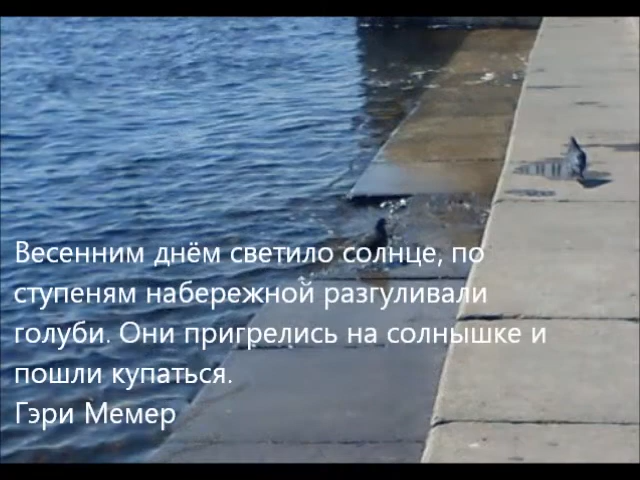 Весенним днём светило солнце, по
ступеням набережной разгуливали
голуби. Они пригрелись на солнышке и
пошли купаться.
Гэри Мемер